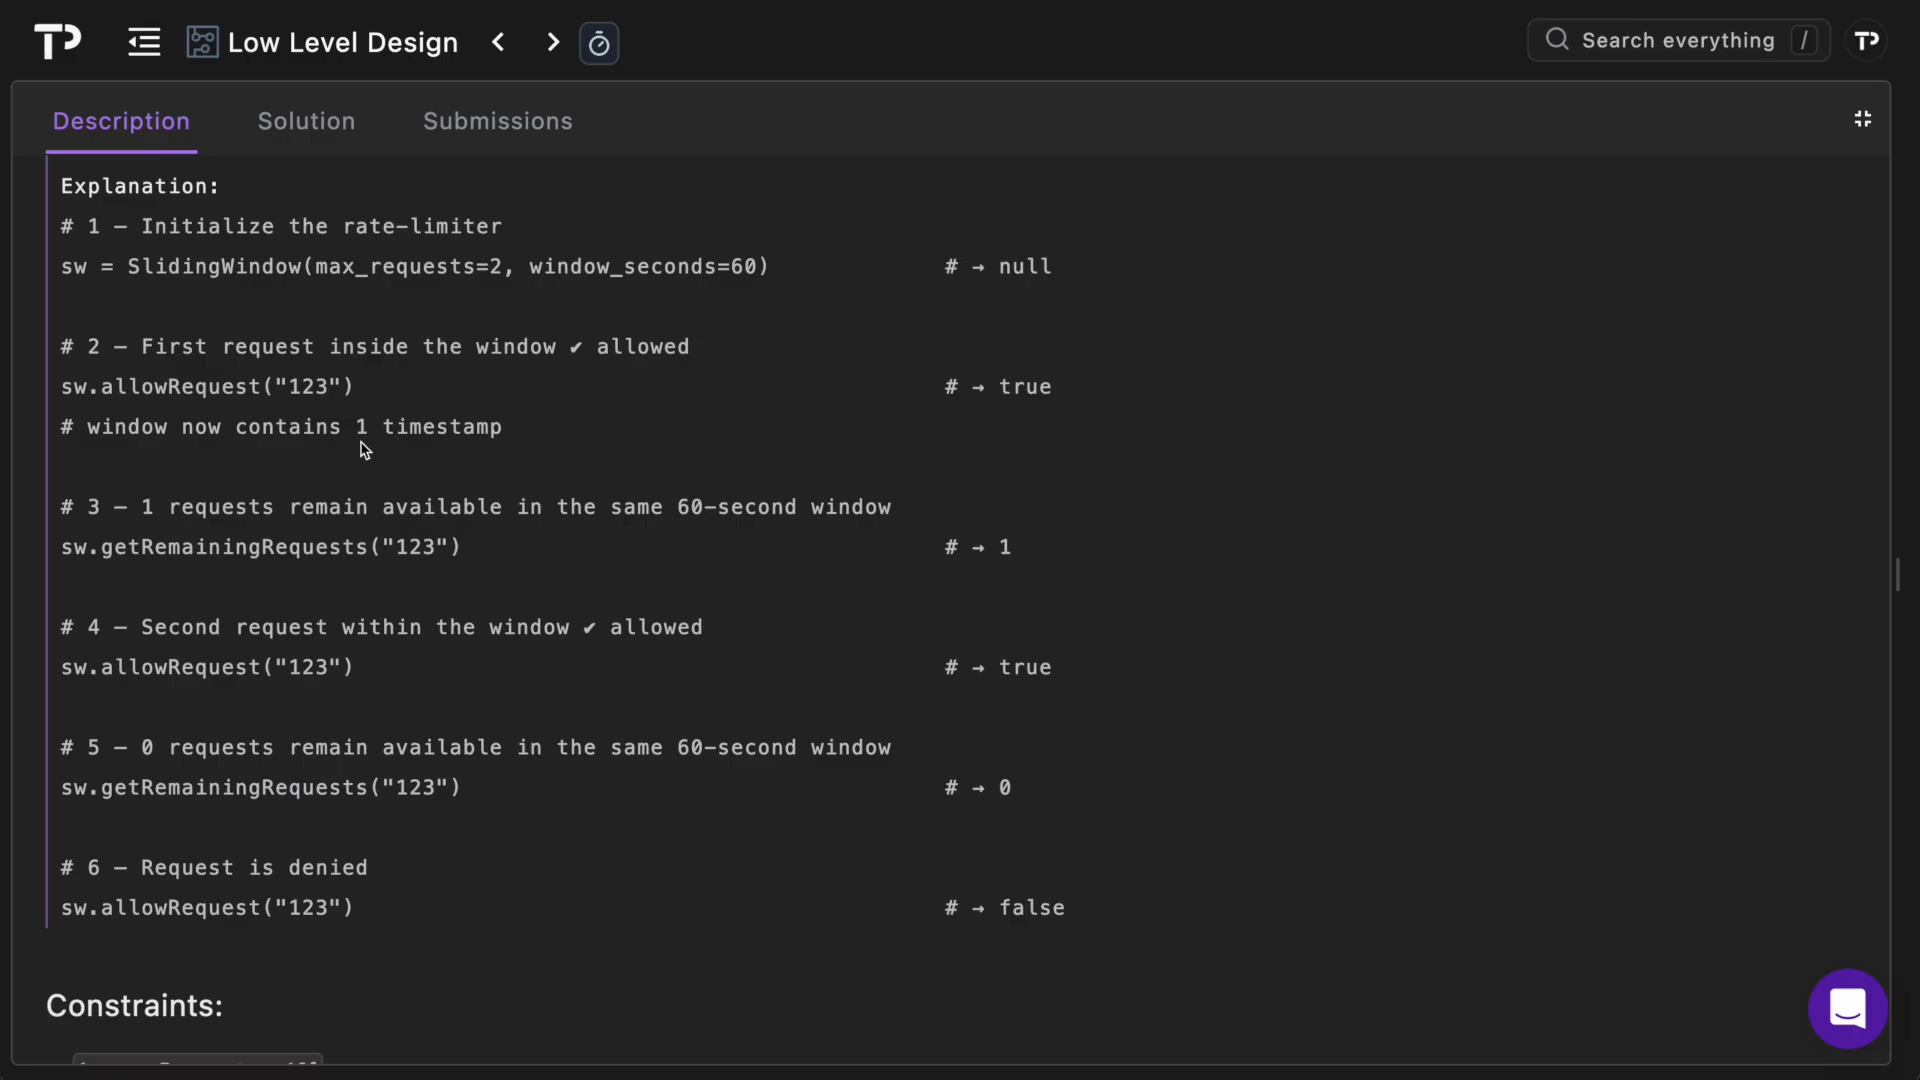 TP
Low Level Design
Search everything /
TP
Description
Solution
Submissions
Explanation:
# 1 – Initialize the rate-limiter
sw = SlidingWindow(max_requests=2, window_seconds=60) # → null
# 2 – First request inside the window ✔ allowed
sw.allowRequest("123") # → true
# window now contains 1 timestamp
# 3 – 1 requests remain available in the same 60-second window
sw.getRemainingRequests("123") # → 1
# 4 – Second request within the window ✔ allowed
sw.allowRequest("123") # → true
# 5 – 0 requests remain available in the same 60-second window
sw.getRemainingRequests("123") # → 0
# 6 – Request is denied
sw.allowRequest("123") # → false
Constraints: